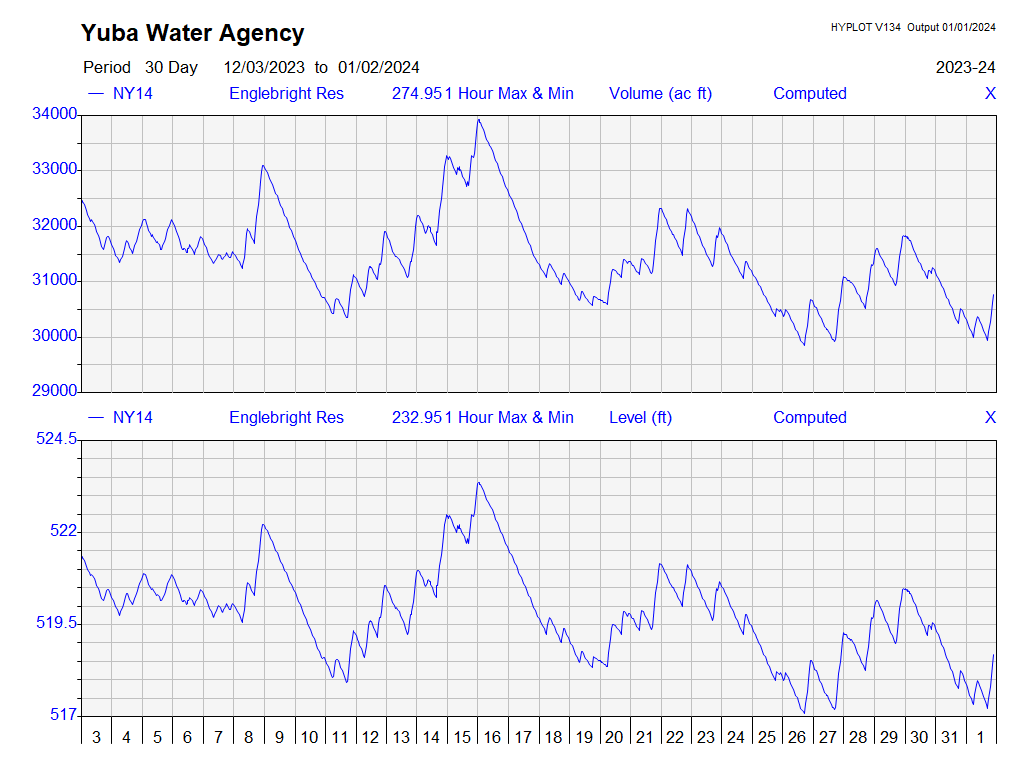 Yuba Water Agency
HYPLOT V134 Output 01/01/2024
Period 30 Day 12/03/2023 to 01/02/2024 2023-24
NY14 Englebright Res 274.951 Hour Max & Min Volume (ac ft) Computed X
34000
33000
32000
31000
30000
29000
NY14 Englebright Res 232.951 Hour Max & Min Level (ft) Computed X
524.5
522
519.5
517
3 4 5 6 7 8 9 10 11 12 13 14 15 16 17 18 19 20 21 22 23 24 25 26 27 28 29 30 31 1